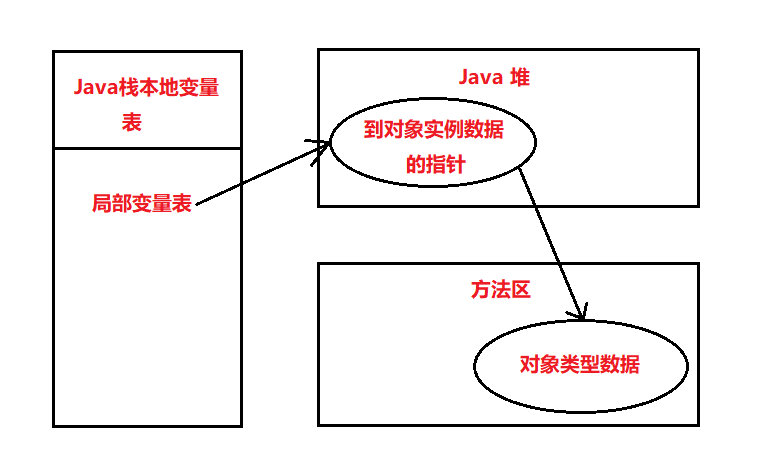 Java栈本地变量
表
局部变量表
Java 堆
到对象实例数据
的指针
方法区
对象类型数据